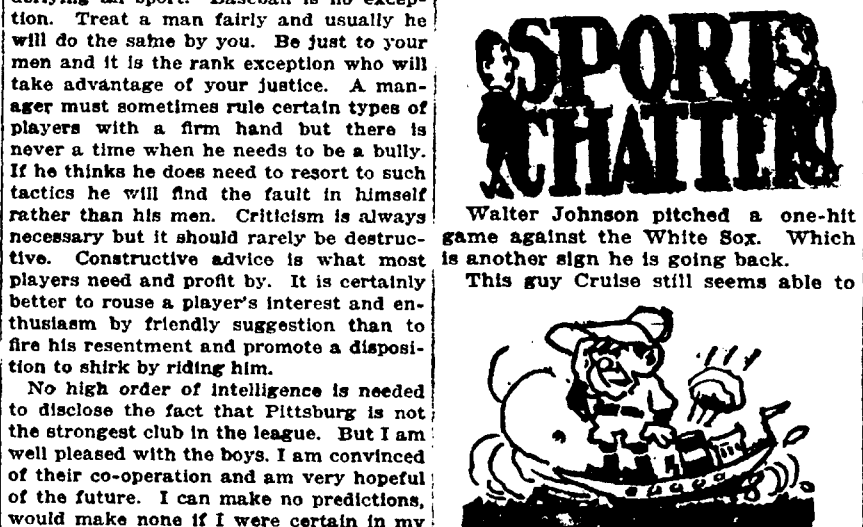 defying all sport. Baseball is no excep-
tion. Treat a man fairly and usually he
will do the same by you. Be just to your
men and it is the rank exception who will
take advantage of your justice. A man-
ager must sometimes rule certain types of
players with a firm hand but there is
never a time when he needs to be a bully.
If he thinks he does need to resort to such
tactics he will find the fault in himself
rather than his men. Criticism is always
necessary but it should rarely be destruc-
tive. Constructive advice is what most
players need and profit by. It is certainly
better to rouse a player's interest and en-
thusiasm by friendly suggestion than to
fire his resentment and promote a disposi-
tion to shirk by riding him.
No high order of intelligence is needed
to disclose the fact that Pittsburg is not
the strongest club in the league. But I am
well pleased with the boys. I am convinced
of their co-operation and am very hopeful
of the future. I can make no predictions,
would make none if I were certain in my
SPORT
CHATTER
Walter Johnson pitched a one-hit
game against the White Sox. Which
is another sign he is going back.
This guy Cruise still seems able to